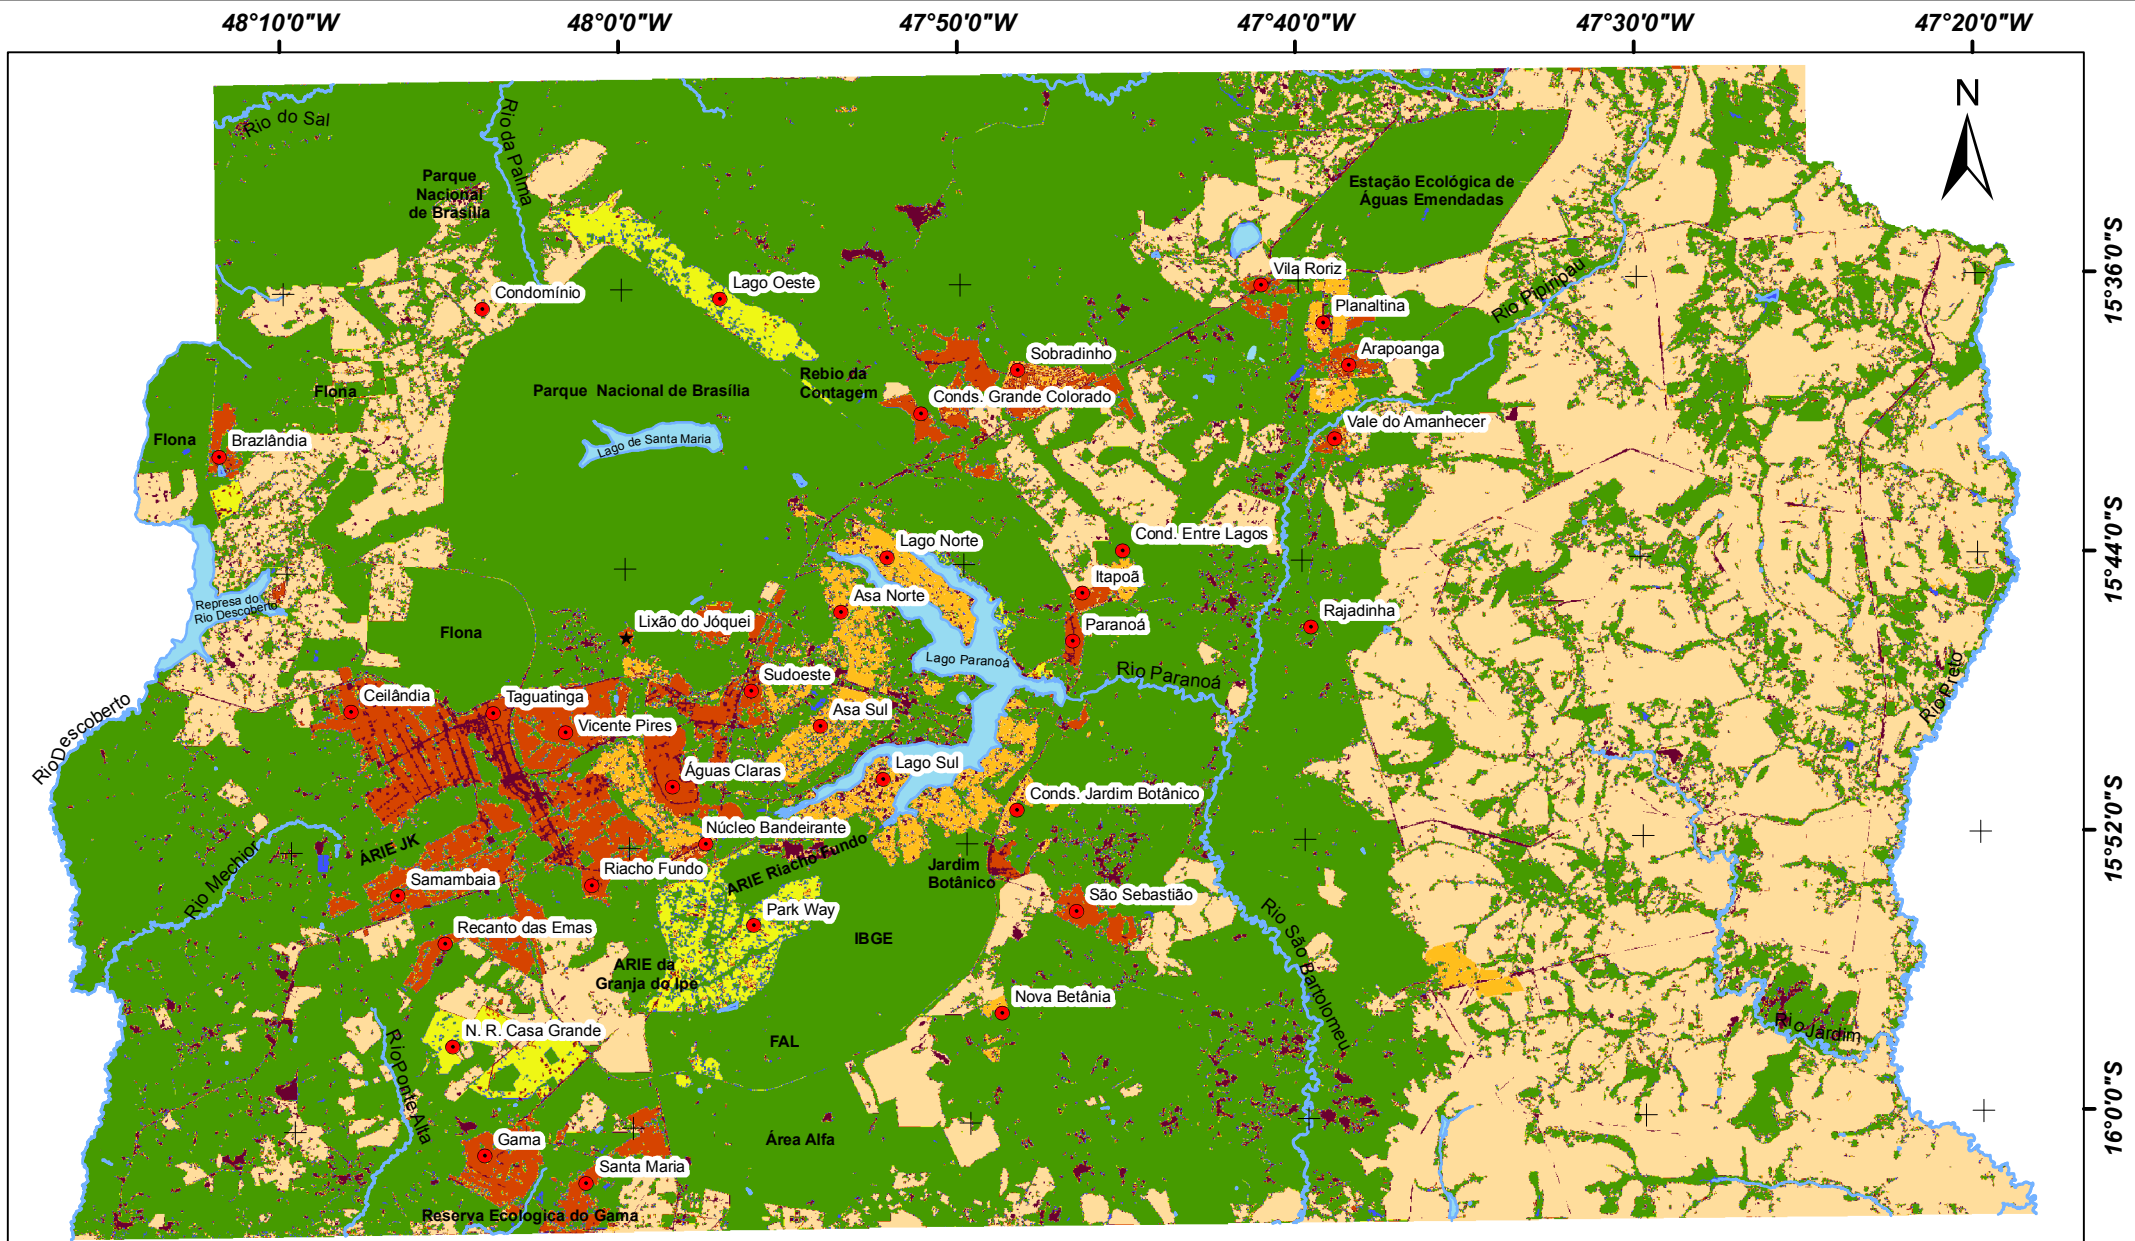 48°10'0"W
48°0'0"W
47°50'0"W
47°40'0"W
47°30'0"W
47°20'0"W
N
Rio do Sal
Rio da Palma
Parque
Nacional
de Brasília
Estação Ecológica de
Águas Emendadas
15°36'0"S
Vila Roriz
Lago Oeste
Condomínio
Rio Pipiripau
Planaltina
Arapoanga
Sobradinho
Rebio da
Contagem
Parque Nacional de Brasília
Flona
Conds. Grande Colorado
Vale do Amanhecer
Flona
Brazlândia
Lago de Santa Maria
15°44'0"S
Lago Norte
Cond. Entre Lagos
Itapoã
Asa Norte
Represa do
Rio Descoberto
Rajadinha
Lixão do Jóquei
Paranoá
Flona
Lago Paranoá
Rio Paranoá
Sudoeste
Rio Preto
Ceilândia
Taguatinga
Asa Sul
Vicente Pires
Rio Descoberto
Lago Sul
Águas Claras
Conds. Jardim Botânico
15°52'0"S
Núcleo Bandeirante
ARIE JK
ARIE Riacho Fundo
Riacho Fundo
Jardim
Botânico
Rio Mechior
Samambaia
São Sebastião
Park Way
Recanto das Emas
IBGE
Rio São Bartolomeu
ARIE da
Granja do Ipe
Nova Betânia
N. R. Casa Grande
Rio Jardim
FAL
Rio Ponte Alta
16°0'0"S
Gama
Área Alfa
Santa Maria
Reserva Ecologica do Gama